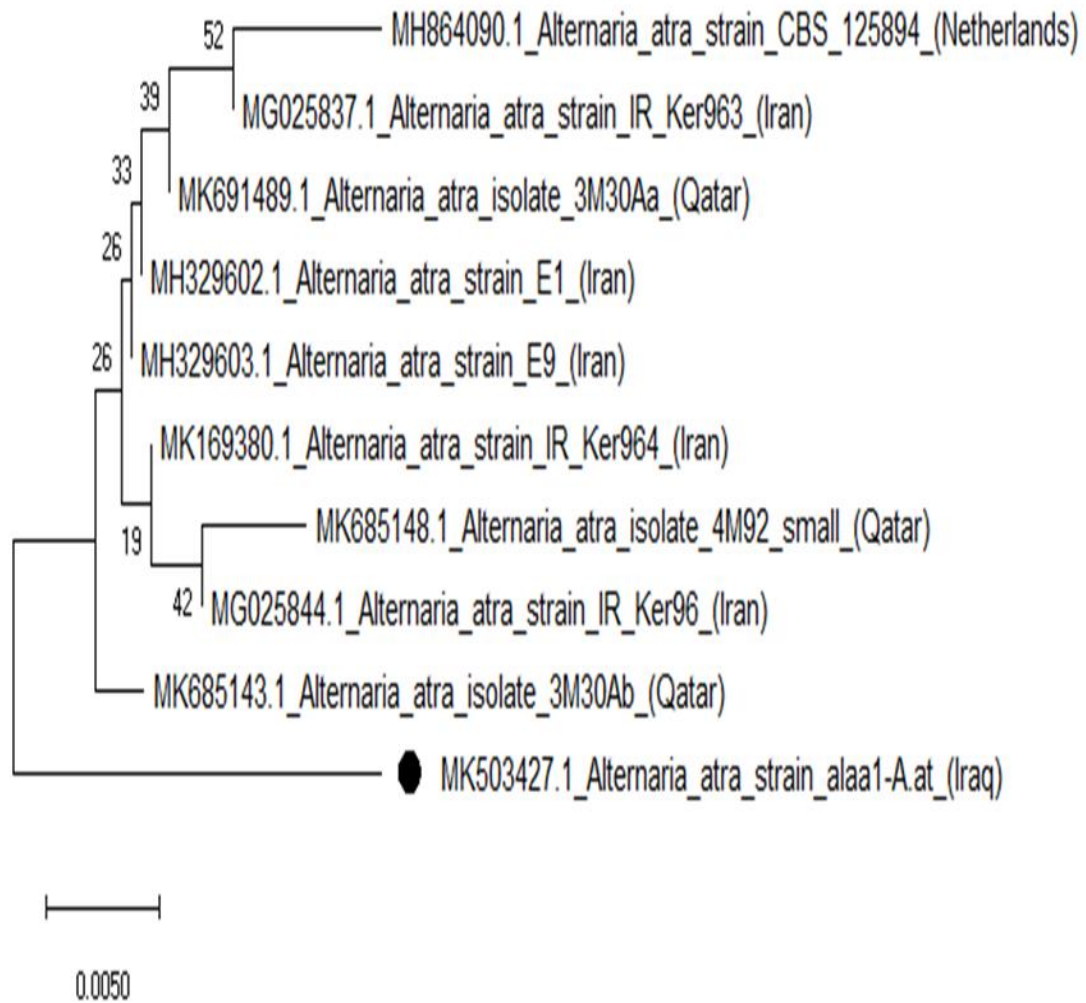 52
MH864090.1_Alternaria_atra_strain_CBS_125894_(Netherlands)
39
MG025837.1_Alternaria_atra_strain_IR_Ker963_(Iran)
33
MK691489.1_Alternaria_atra_isolate_3M30Aa_(Qatar)
26
MH329602.1_Alternaria_atra_strain_E1_(Iran)
26
MH329603.1_Alternaria_atra_strain_E9_(Iran)
MK169380.1_Alternaria_atra_strain_IR_Ker964_(Iran)
19
MK685148.1_Alternaria_atra_isolate_4M92_small_(Qatar)
42
MG025844.1_Alternaria_atra_strain_IR_Ker96_(Iran)
MK685143.1_Alternaria_atra_isolate_3M30Ab_(Qatar)
MK503427.1_Alternaria_atra_strain_alaa1-A.at_(Iraq)
0.0050